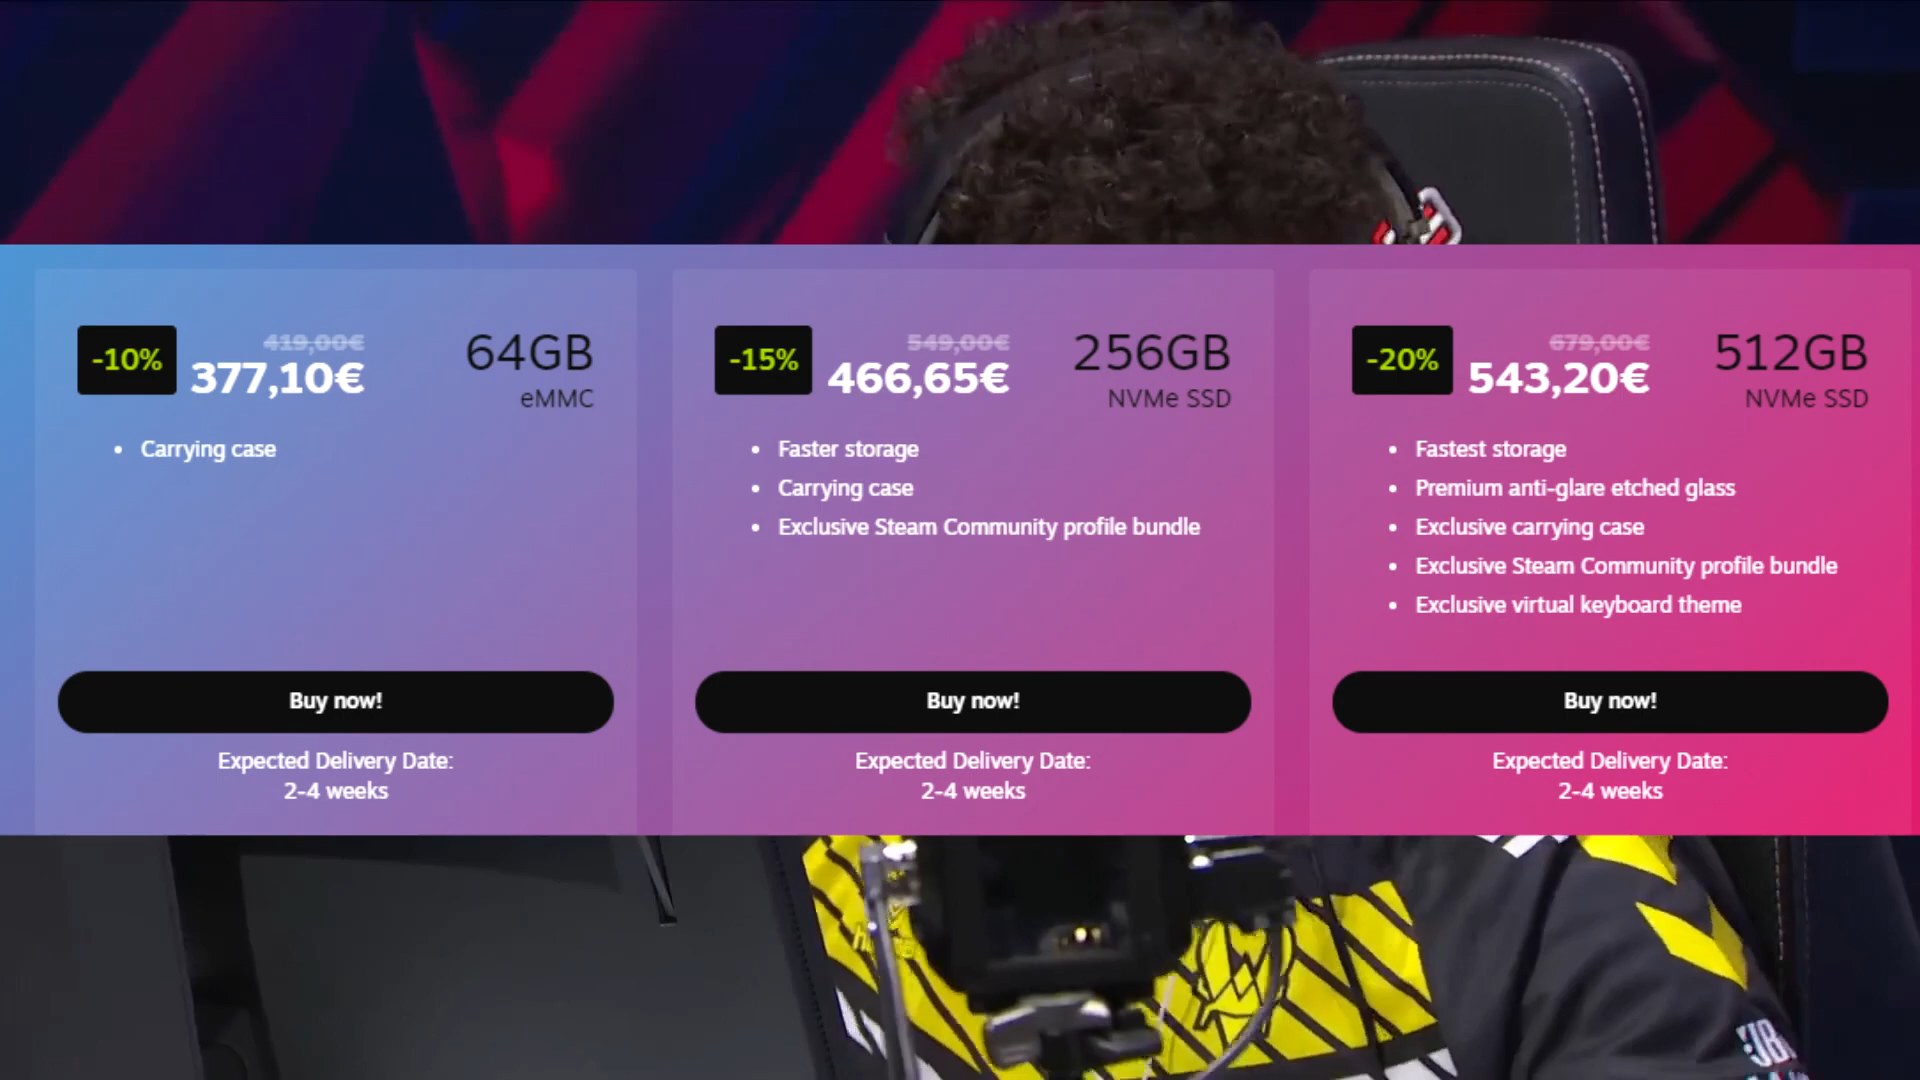 -10%
419,00€
377,10€
64GB
eMMC
Carrying case
Buy now!
Expected Delivery Date:
2-4 weeks
-15%
549,00€
466,65€
256GB
NVMe SSD
Faster storage
Carrying case
Exclusive Steam Community profile bundle
Buy now!
Expected Delivery Date:
2-4 weeks
-20%
679,00€
543,20€
512GB
NVMe SSD
Fastest storage
Premium anti-glare etched glass
Exclusive carrying case
Exclusive Steam Community profile bundle
Exclusive virtual keyboard theme
Buy now!
Expected Delivery Date:
2-4 weeks